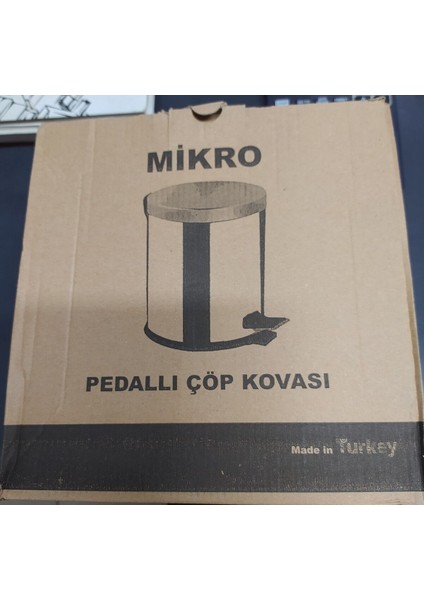 MİKRO
PEDALLI ÇÖP KOVASI
Made in Turkey